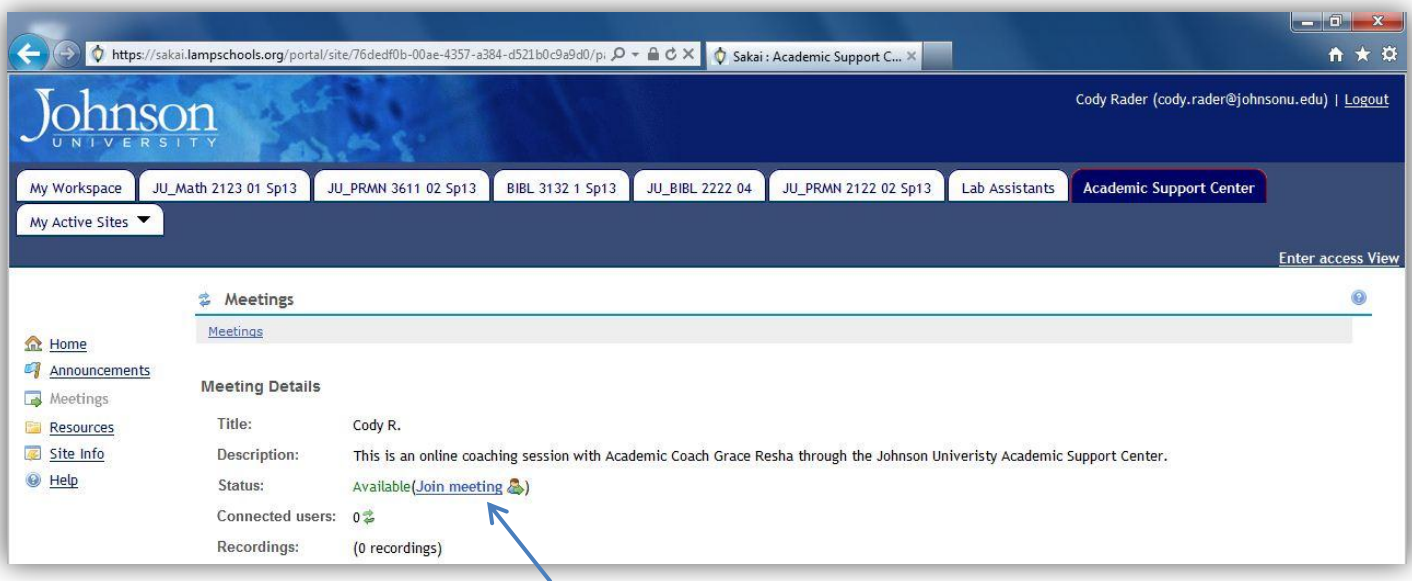 https://sakai.lampschools.org/portal/site/76dedf0b-00ae-4357-a384-d521b0c9a9d0/p
Sakai : Academic Support C...
Johnson
UNIVERSITY
Cody Rader (cody.rader@johnsonu.edu) | Logout
My Workspace JU_Math 2123 01 Sp13 JU_PRMN 3611 02 Sp13 BIBL 3132 1 Sp13 JU_BIBL 2222 04 JU_PRMN 2122 02 Sp13 Lab Assistants Academic Support Center
My Active Sites
Enter access View
Meetings
Meetings
Home
Announcements
Meetings
Resources
Site Info
Help
Meeting Details
Title: Cody R.
Description: This is an online coaching session with Academic Coach Grace Resha through the Johnson Univeristy Academic Support Center.
Status: Available(Join meeting )
Connected users: 0
Recordings: (0 recordings)